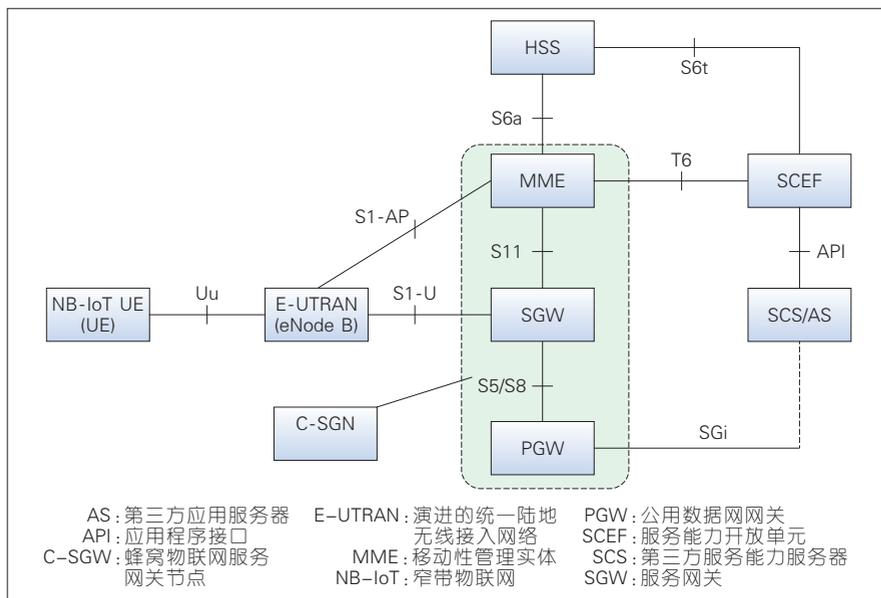 HSS
S6t
S6a
MME
T6
SCEF
S1-AP
S11
API
NB-IoT UE
(UE)
Uu
E-UTRAN
(eNode B)
S1-U
SGW
SCS/AS
S5/S8
C-SGN
PGW
SGi
AS:第三方应用服务器
API:应用程序接口
C-SGW:蜂窝物联网服务
网关节点
E-UTRAN:演进的统一陆地
无线接入网络
MME:移动性管理实体
NB-IoT:窄带物联网
PGW:公用数据网网关
SCEF:服务能力开放单元
SCS:第三方服务能力服务器
SGW:服务网关